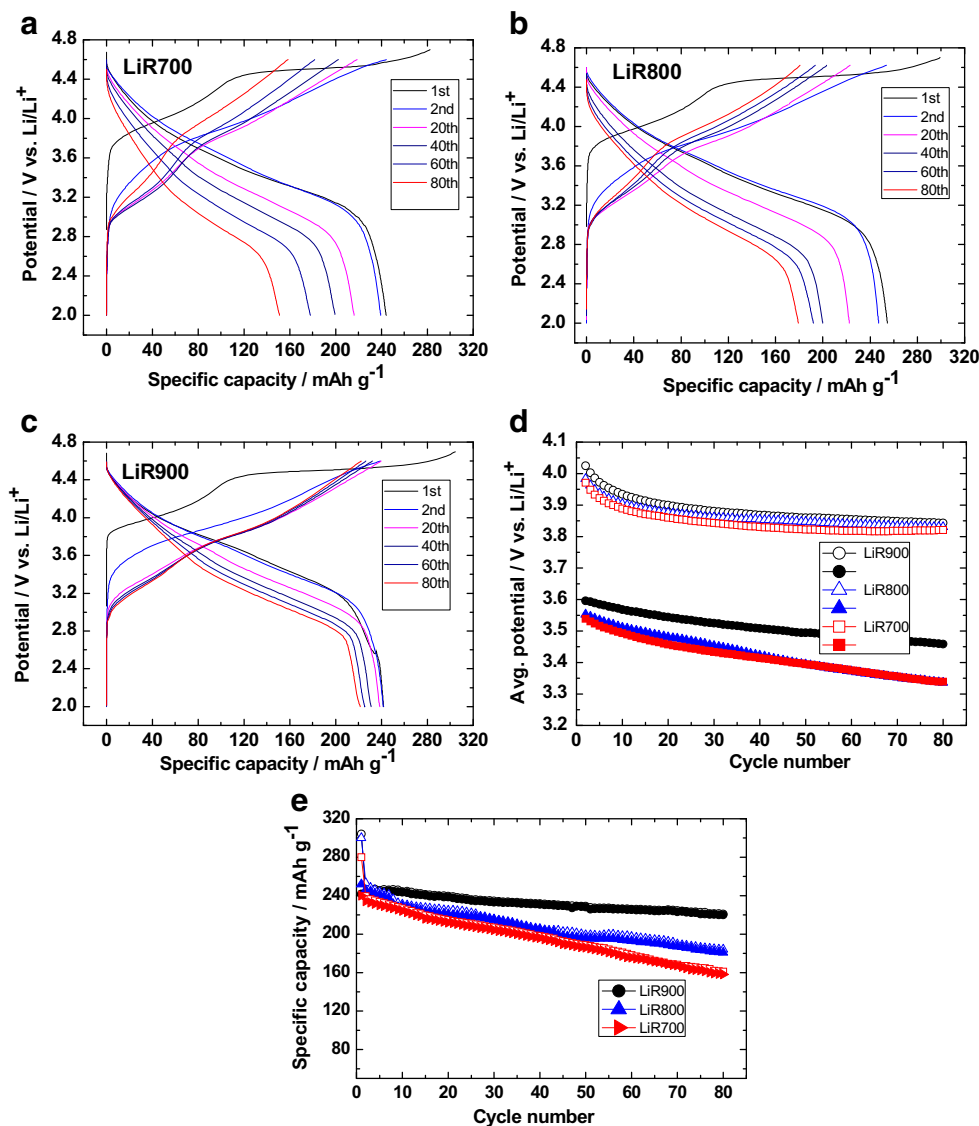 a
LiR700
4.8
4.4
4.0
3.6
3.2
2.8
2.4
2.0
0 40 80 120 160 200 240 280 320
Potential / V vs. Li/Li+
Specific capacity / mAh g-1
1st
2nd
20th
40th
60th
80th
b
LiR800
4.8
4.4
4.0
3.6
3.2
2.8
2.4
2.0
0 40 80 120 160 200 240 280 320
Potential / V vs. Li/Li+
Specific capacity / mAh g-1
1st
2nd
20th
40th
60th
80th
c
LiR900
4.8
4.4
4.0
3.6
3.2
2.8
2.4
2.0
0 40 80 120 160 200 240 280 320
Potential / V vs. Li/Li+
Specific capacity / mAh g-1
1st
2nd
20th
40th
60th
80th
d
4.1
4.0
3.9
3.8
3.7
3.6
3.5
3.4
3.3
3.2
0 10 20 30 40 50 60 70 80
Avg. potential / V vs. Li/Li+
Cycle number
LiR900
LiR800
LiR700
e
320
280
240
200
160
120
80
0 10 20 30 40 50 60 70 80
Specific capacity / mAh g-1
Cycle number
LiR900
LiR800
LiR700